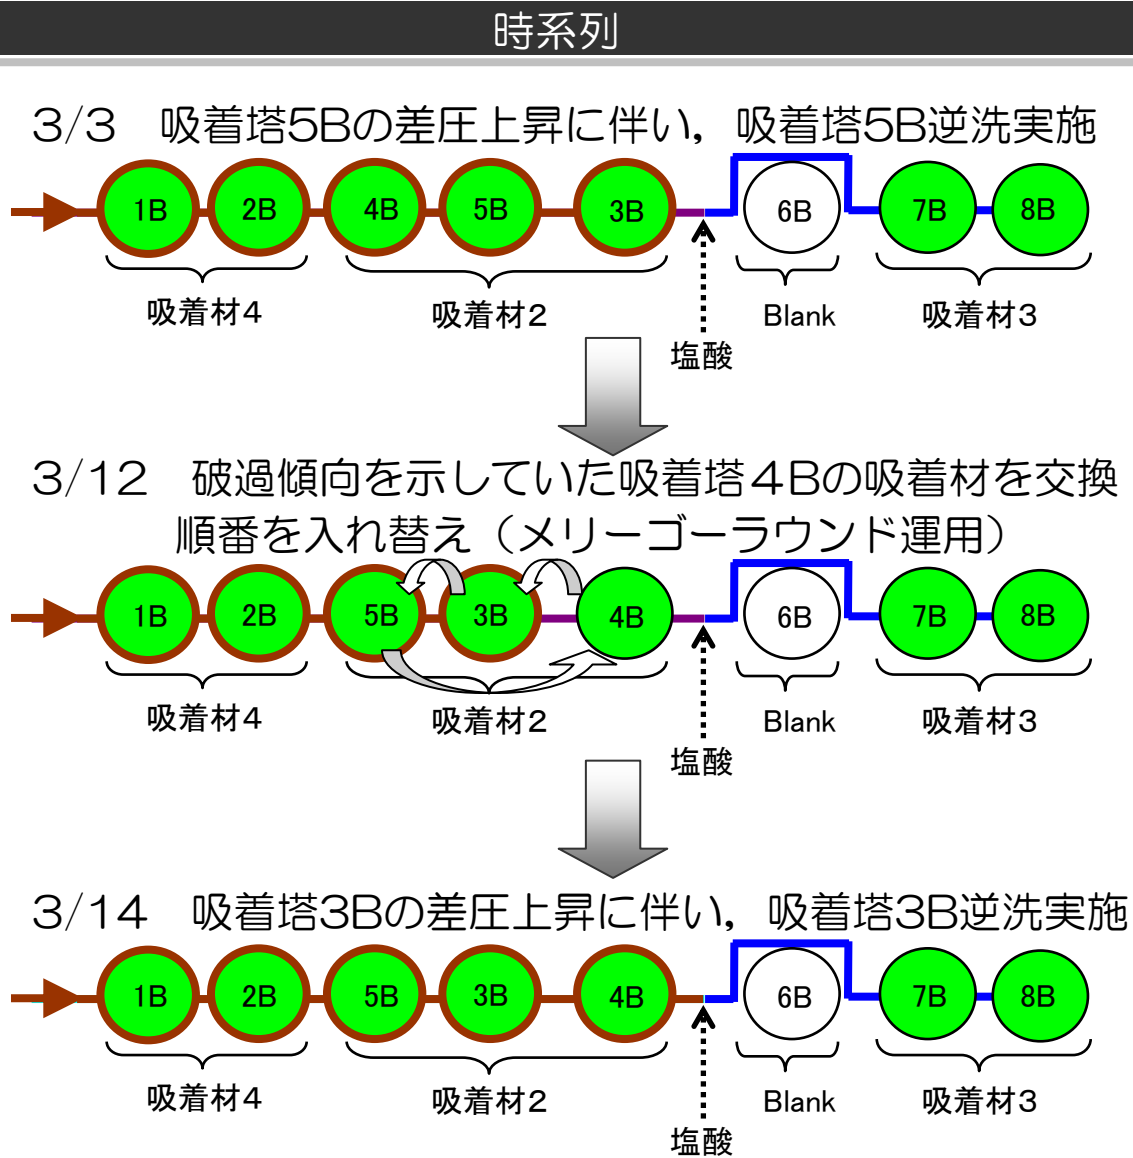 時系列
3/3 吸着塔5Bの差圧上昇に伴い，吸着塔5B逆洗実施
1B 2B 4B 5B 3B 6B 7B 8B
吸着材4 吸着材2 Blank 吸着材3
塩酸
3/12 破過傾向を示していた吸着塔4Bの吸着材を交換
順番を入れ替え（メリーゴーラウンド運用）
1B 2B 5B 3B 4B 6B 7B 8B
吸着材4 吸着材2 Blank 吸着材3
塩酸
3/14 吸着塔3Bの差圧上昇に伴い，吸着塔3B逆洗実施
1B 2B 5B 3B 4B 6B 7B 8B
吸着材4 吸着材2 Blank 吸着材3
塩酸